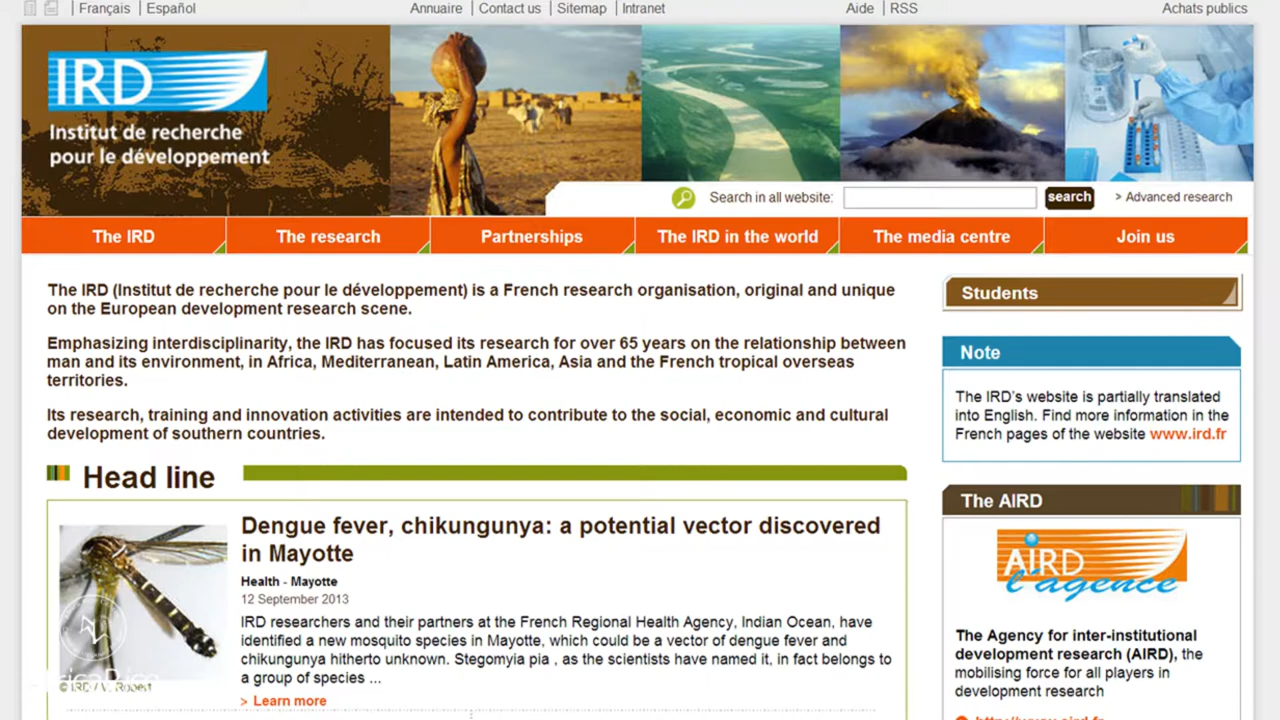 Français
Español
Annuaire
Contact us
Sitemap
Intranet
Aide
RSS
Achats publics
IRD
Institut de recherche
pour le développement
Search in all website:
search
> Advanced research
The IRD
The research
Partnerships
The IRD in the world
The media centre
Join us
The IRD (Institut de recherche pour le développement) is a French research organisation, original and unique
on the European development research scene.
Emphasizing interdisciplinarity, the IRD has focused its research for over 65 years on the relationship between
man and its environment, in Africa, Mediterranean, Latin America, Asia and the French tropical overseas
territories.
Its research, training and innovation activities are intended to contribute to the social, economic and cultural
development of southern countries.
Head line
Dengue fever, chikungunya: a potential vector discovered
in Mayotte
Health - Mayotte
12 September 2013
IRD researchers and their partners at the French Regional Health Agency, Indian Ocean, have
identified a new mosquito species in Mayotte, which could be a vector of dengue fever and
chikungunya hitherto unknown. Stegomyia pia , as the scientists have named it, in fact belongs to
a group of species ...
© IRD / V. Robert
> Learn more
Students
Note
The IRD's website is partially translated
into English. Find more information in the
French pages of the website www.ird.fr
The AIRD
AIRD
l'agence
The Agency for inter-institutional
development research (AIRD), the
mobilising force for all players in
development research
http://www.aird.fr